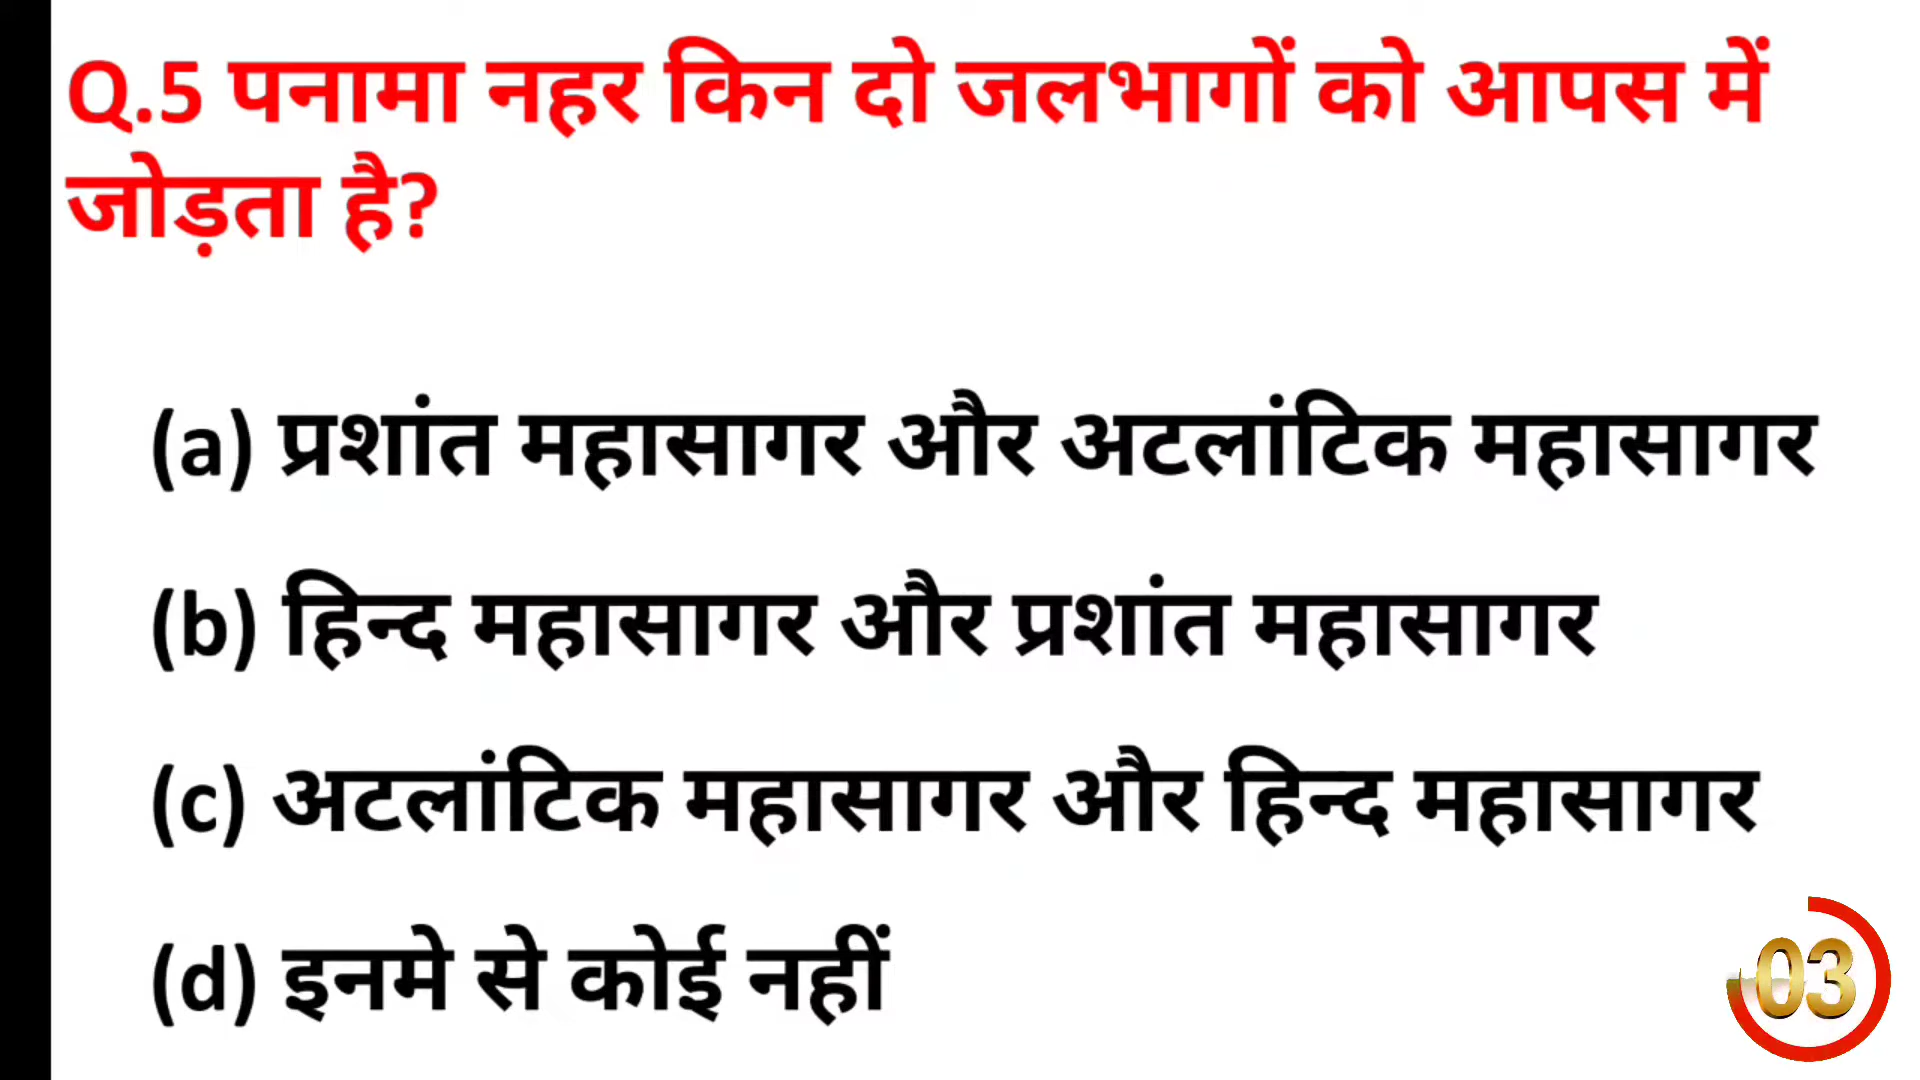 Q.5 पनामा नहर किन दो जलभागों को आपस में
जोड़ता है?
(a) प्रशांत महासागर और अटलांटिक महासागर
(b) हिन्द महासागर और प्रशांत महासागर
(c) अटलांटिक महासागर और हिन्द महासागर
(d) इनमे से कोई नहीं
03